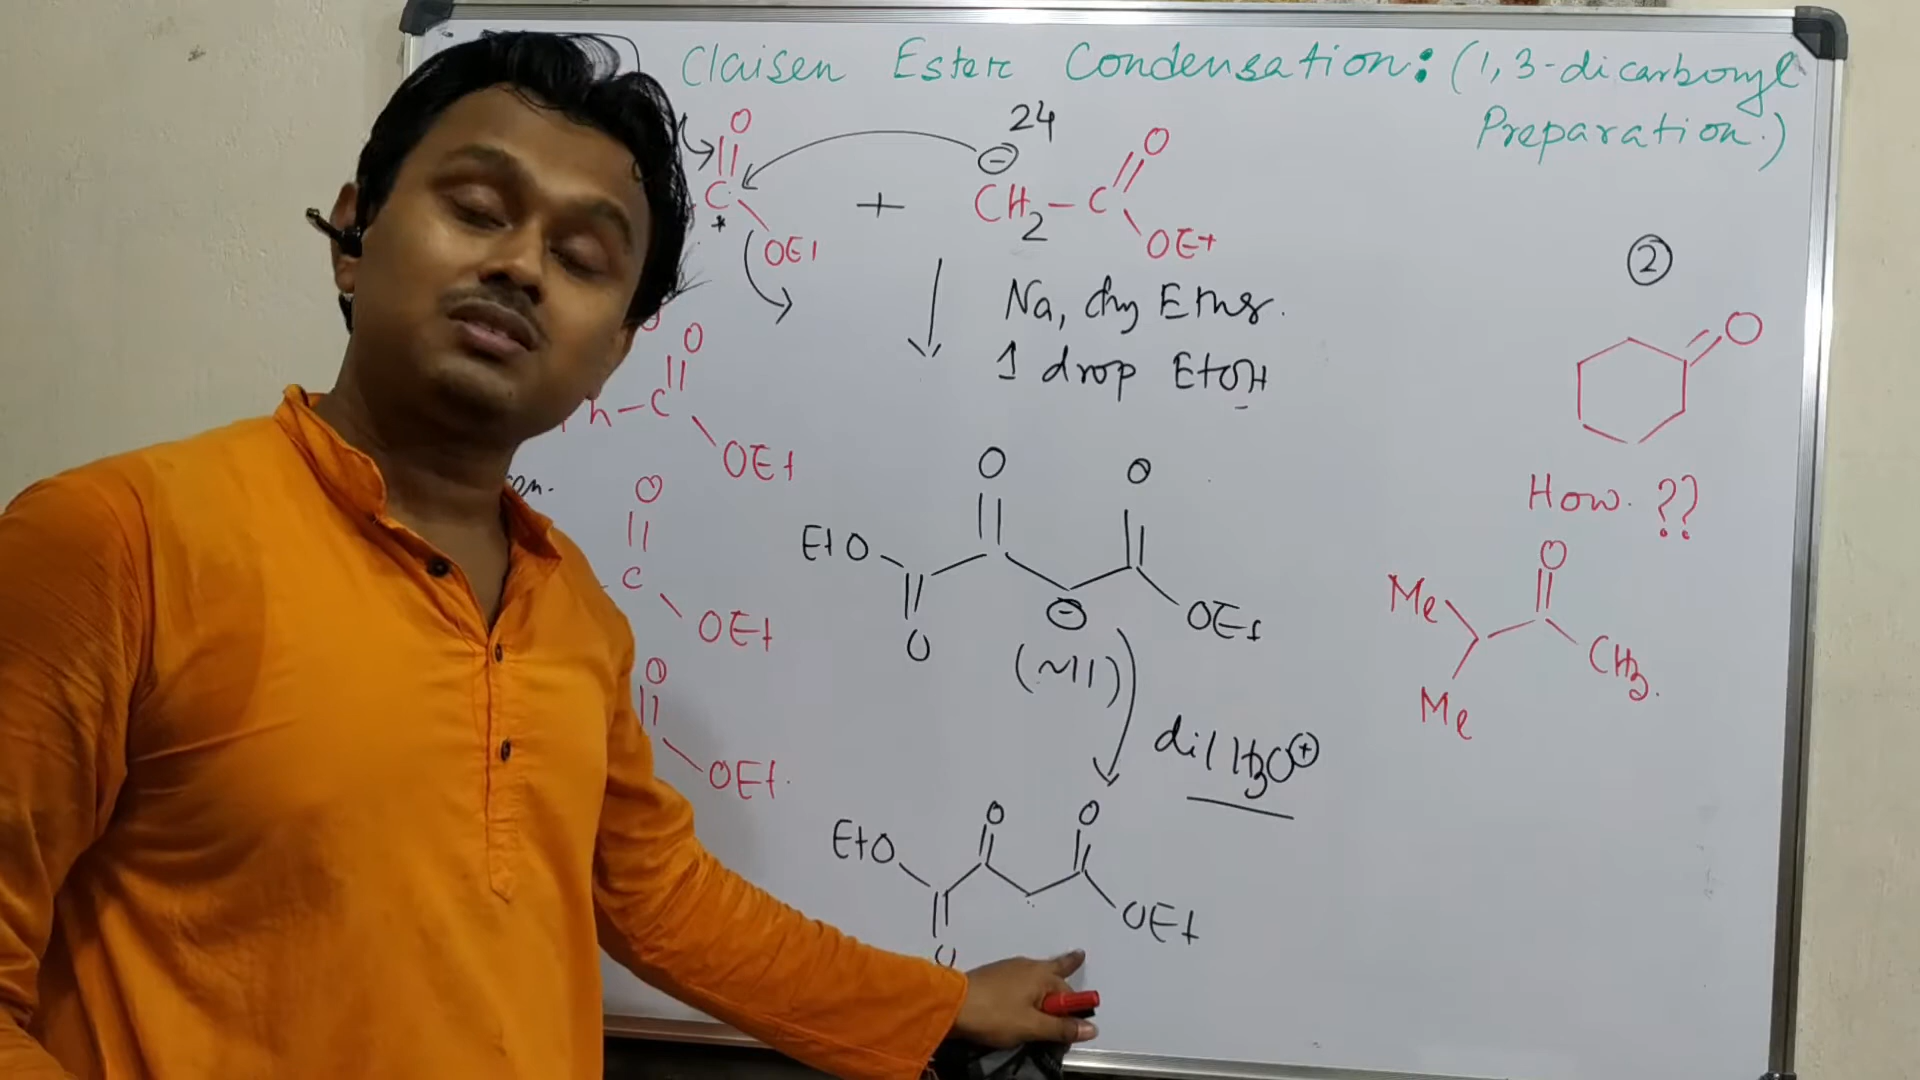 Claisen Ester Condensation: (1,3-dicarbonyl
Preparation.)
O
C
*
OEt
+
24
⊖
CH2-C
O
OEt
Na, dry Ether.
1 drop EtOH
O
h-C
OEt
O
C
OEt
O
OEt.
O
O
EtO
O
⊖
OEt
(~11)
dil H3O⊕
O
O
EtO
O
OEt
②
O
How. ??
O
Me
CH3.
Me